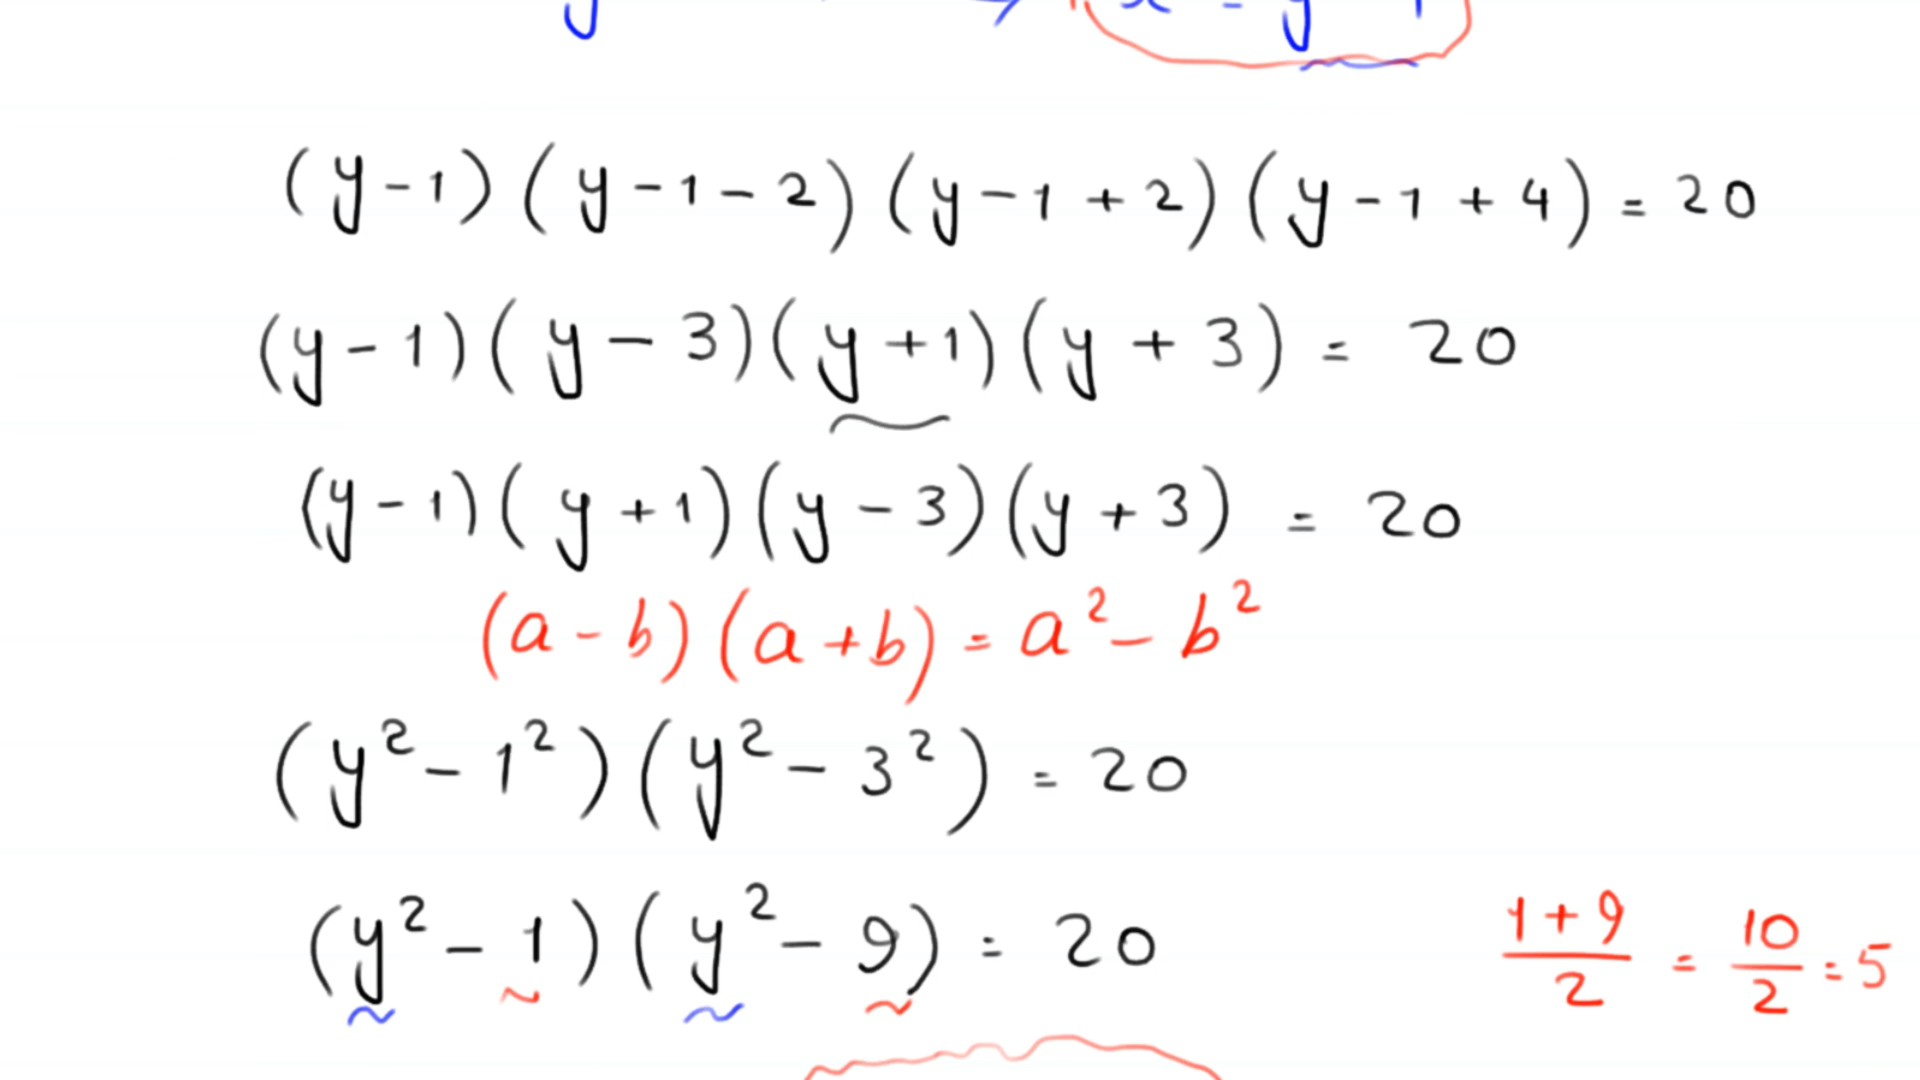 x = y - 1
(y - 1)(y - 1 - 2)(y - 1 + 2)(y - 1 + 4) = 20
(y - 1)(y - 3)(y + 1)(y + 3) = 20
(y - 1)(y + 1)(y - 3)(y + 3) = 20
(a - b)(a + b) = a² - b²
(y² - 1²)(y² - 3²) = 20
(y² - 1)(y² - 9) = 20
(1 + 9)/2 = 10/2 = 5